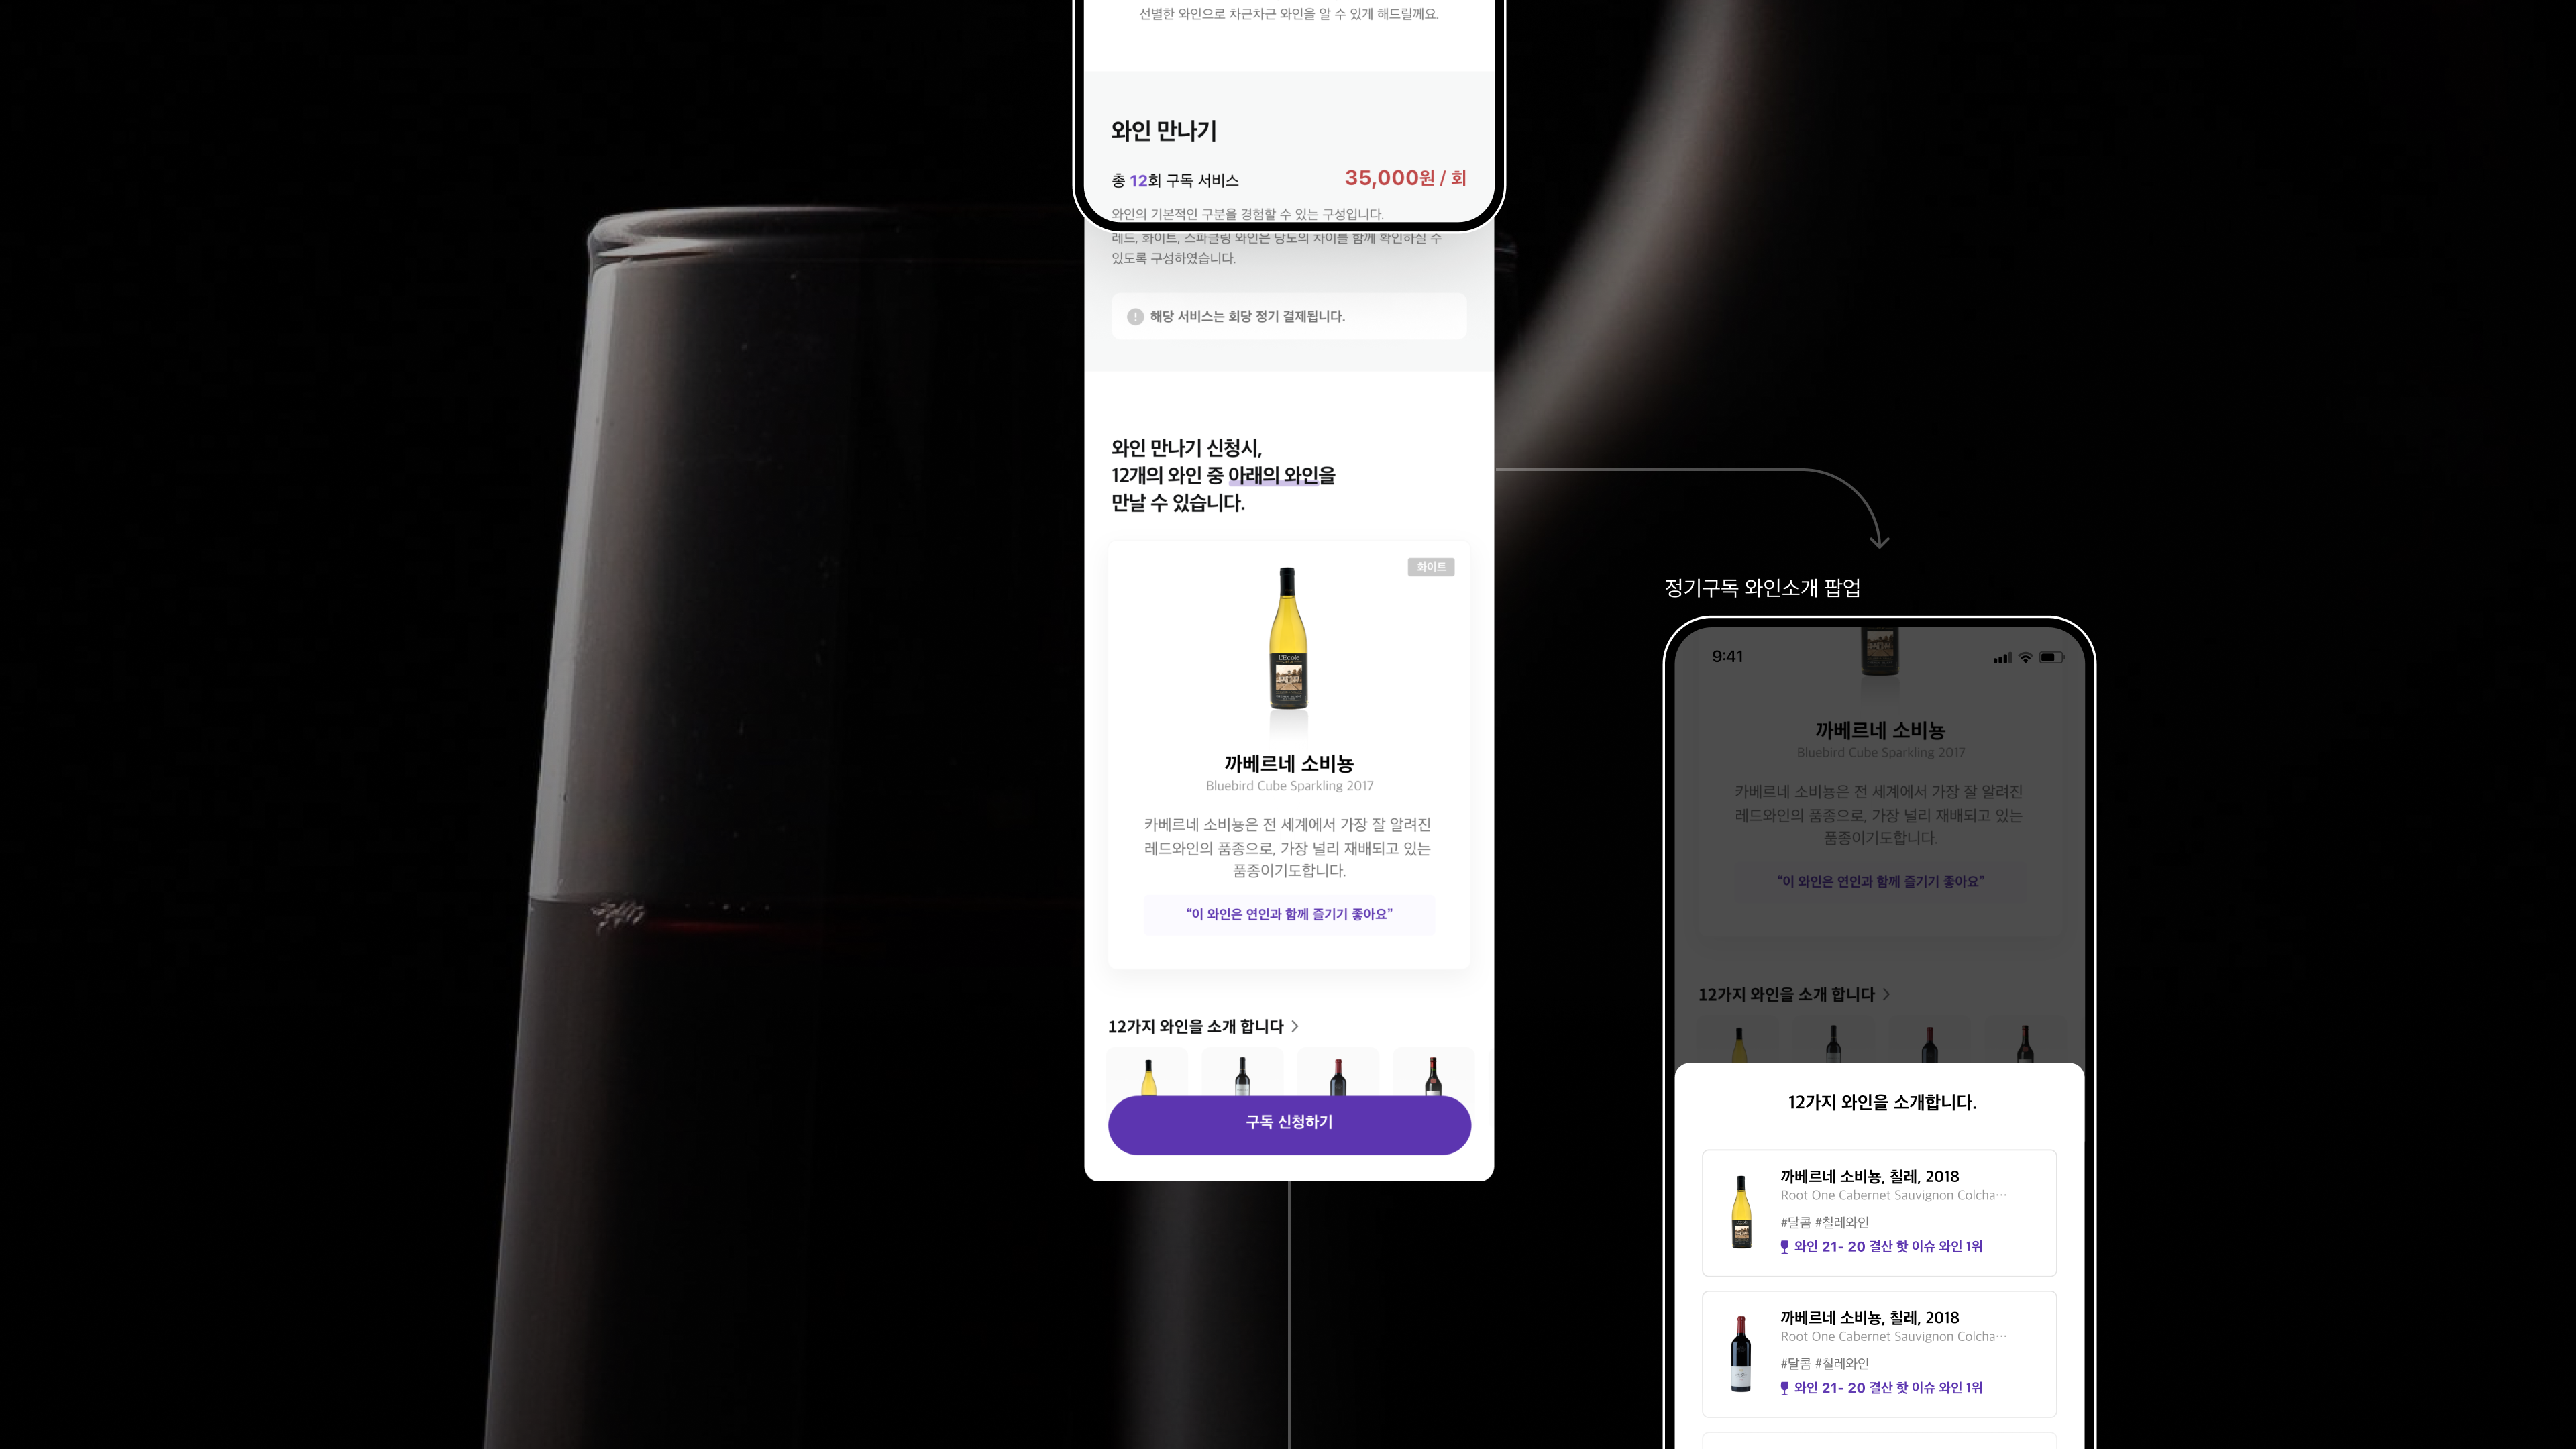 선별한 와인으로 차근차근 와인을 알 수 있게 해드릴께요.
와인 만나기
총 12회 구독 서비스
35,000원 / 회
와인의 기본적인 구분을 경험할 수 있는 구성입니다.
레드, 화이트, 스파클링 와인은 당도의 차이를 함께 확인하실 수
있도록 구성하였습니다.
! 해당 서비스는 회당 정기 결제됩니다.
와인 만나기 신청시,
12개의 와인 중 아래의 와인을
만날 수 있습니다.
화이트
L'Ecole
까베르네 소비뇽
Bluebird Cube Sparkling 2017
카베르네 소비뇽은 전 세계에서 가장 잘 알려진
레드와인의 품종으로, 가장 널리 재배되고 있는
품종이기도합니다.
“이 와인은 연인과 함께 즐기기 좋아요”
12가지 와인을 소개 합니다 >
구독 신청하기
정기구독 와인소개 팝업
9:41
까베르네 소비뇽
Bluebird Cube Sparkling 2017
카베르네 소비뇽은 전 세계에서 가장 잘 알려진
레드와인의 품종으로, 가장 널리 재배되고 있는
품종이기도합니다.
“이 와인은 연인과 함께 즐기기 좋아요”
12가지 와인을 소개 합니다 >
12가지 와인을 소개합니다.
까베르네 소비뇽, 칠레, 2018
Root One Cabernet Sauvignon Colcha···
#달콤 #칠레와인
와인 21- 20 결산 핫 이슈 와인 1위
까베르네 소비뇽, 칠레, 2018
Root One Cabernet Sauvignon Colcha···
#달콤 #칠레와인
와인 21- 20 결산 핫 이슈 와인 1위